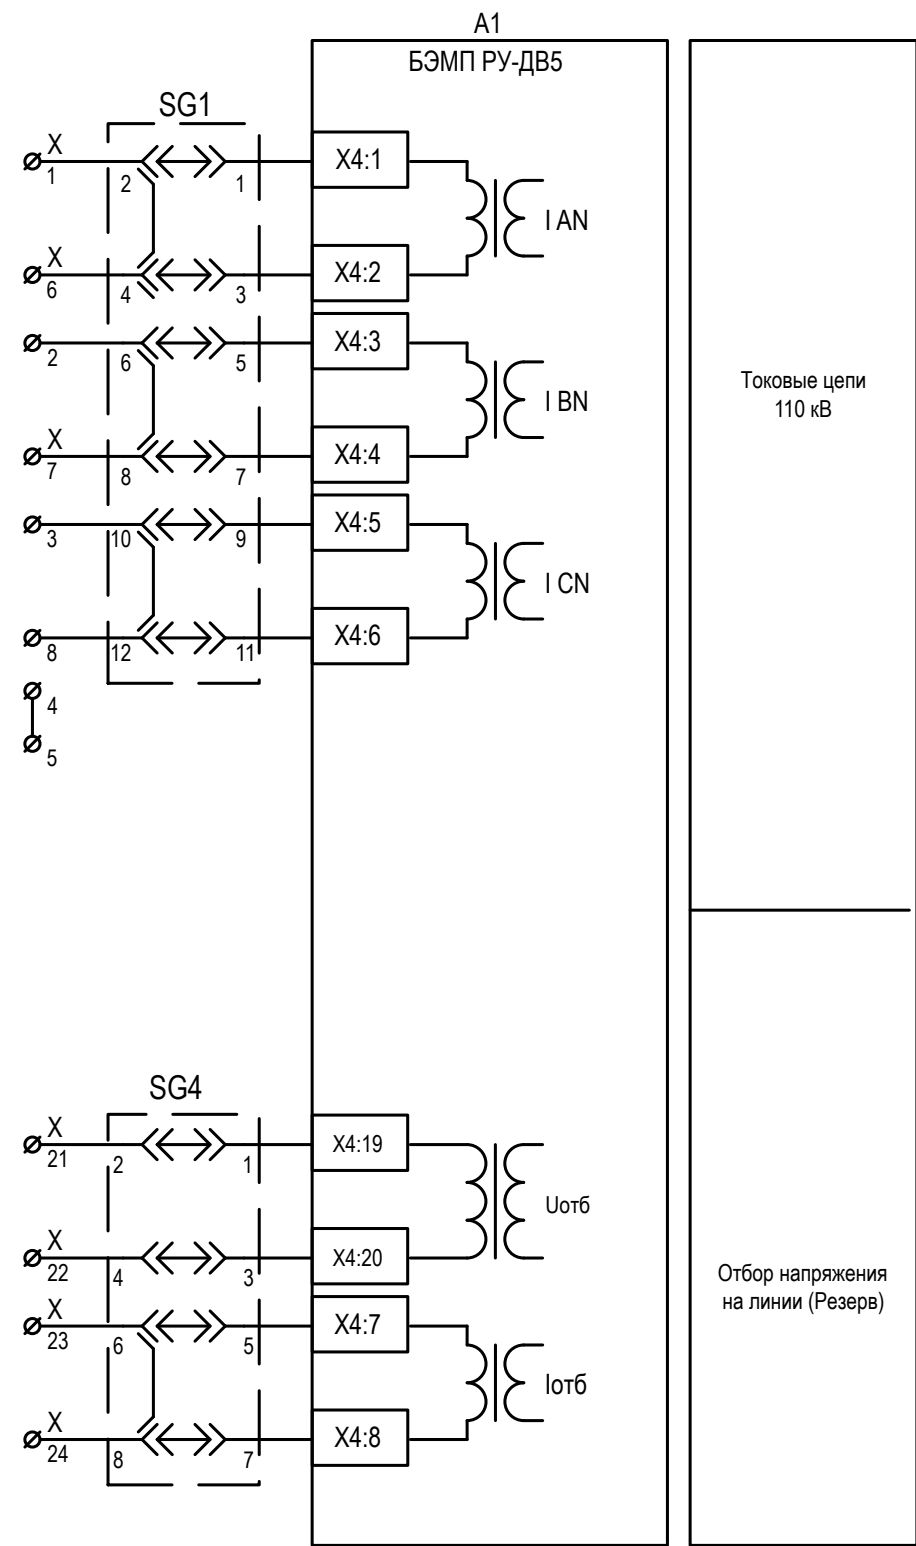 A1
БЭМП РУ-ДВ5
SG1
X
1
2
1
X4:1
I AN
X
6
4
3
X4:2
2
6
5
X4:3
I BN
X
7
8
7
X4:4
3
10
9
X4:5
I CN
8
12
11
X4:6
4
5
Токовые цепи
110 кВ
SG4
X
21
2
1
X4:19
Uотб
X
22
4
3
X4:20
X
23
6
5
X4:7
Iотб
X
24
8
7
X4:8
Отбор напряжения
на линии (Резерв)